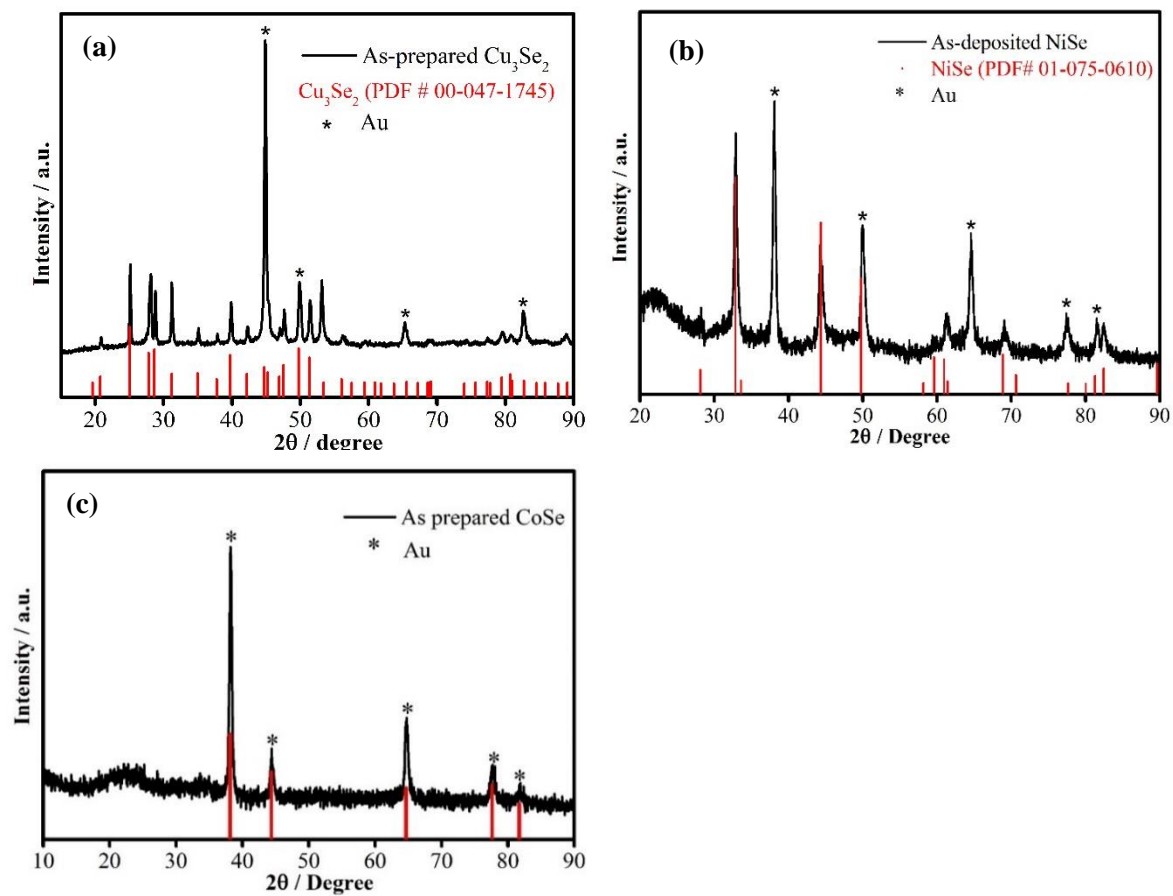 (a)
As-prepared Cu₃Se₂
Cu₃Se₂ (PDF # 00-047-1745)
* Au
*
*
*
*
Intensity / a.u.
20 30 40 50 60 70 80 90
2θ / degree
(b)
As-deposited NiSe
NiSe (PDF# 01-075-0610)
* Au
*
*
*
*
*
Intensity / a.u.
20 30 40 50 60 70 80 90
2θ / Degree
(c)
As prepared CoSe
* Au
*
*
*
*
*
Intensity / a.u.
10 20 30 40 50 60 70 80 90
2θ / Degree